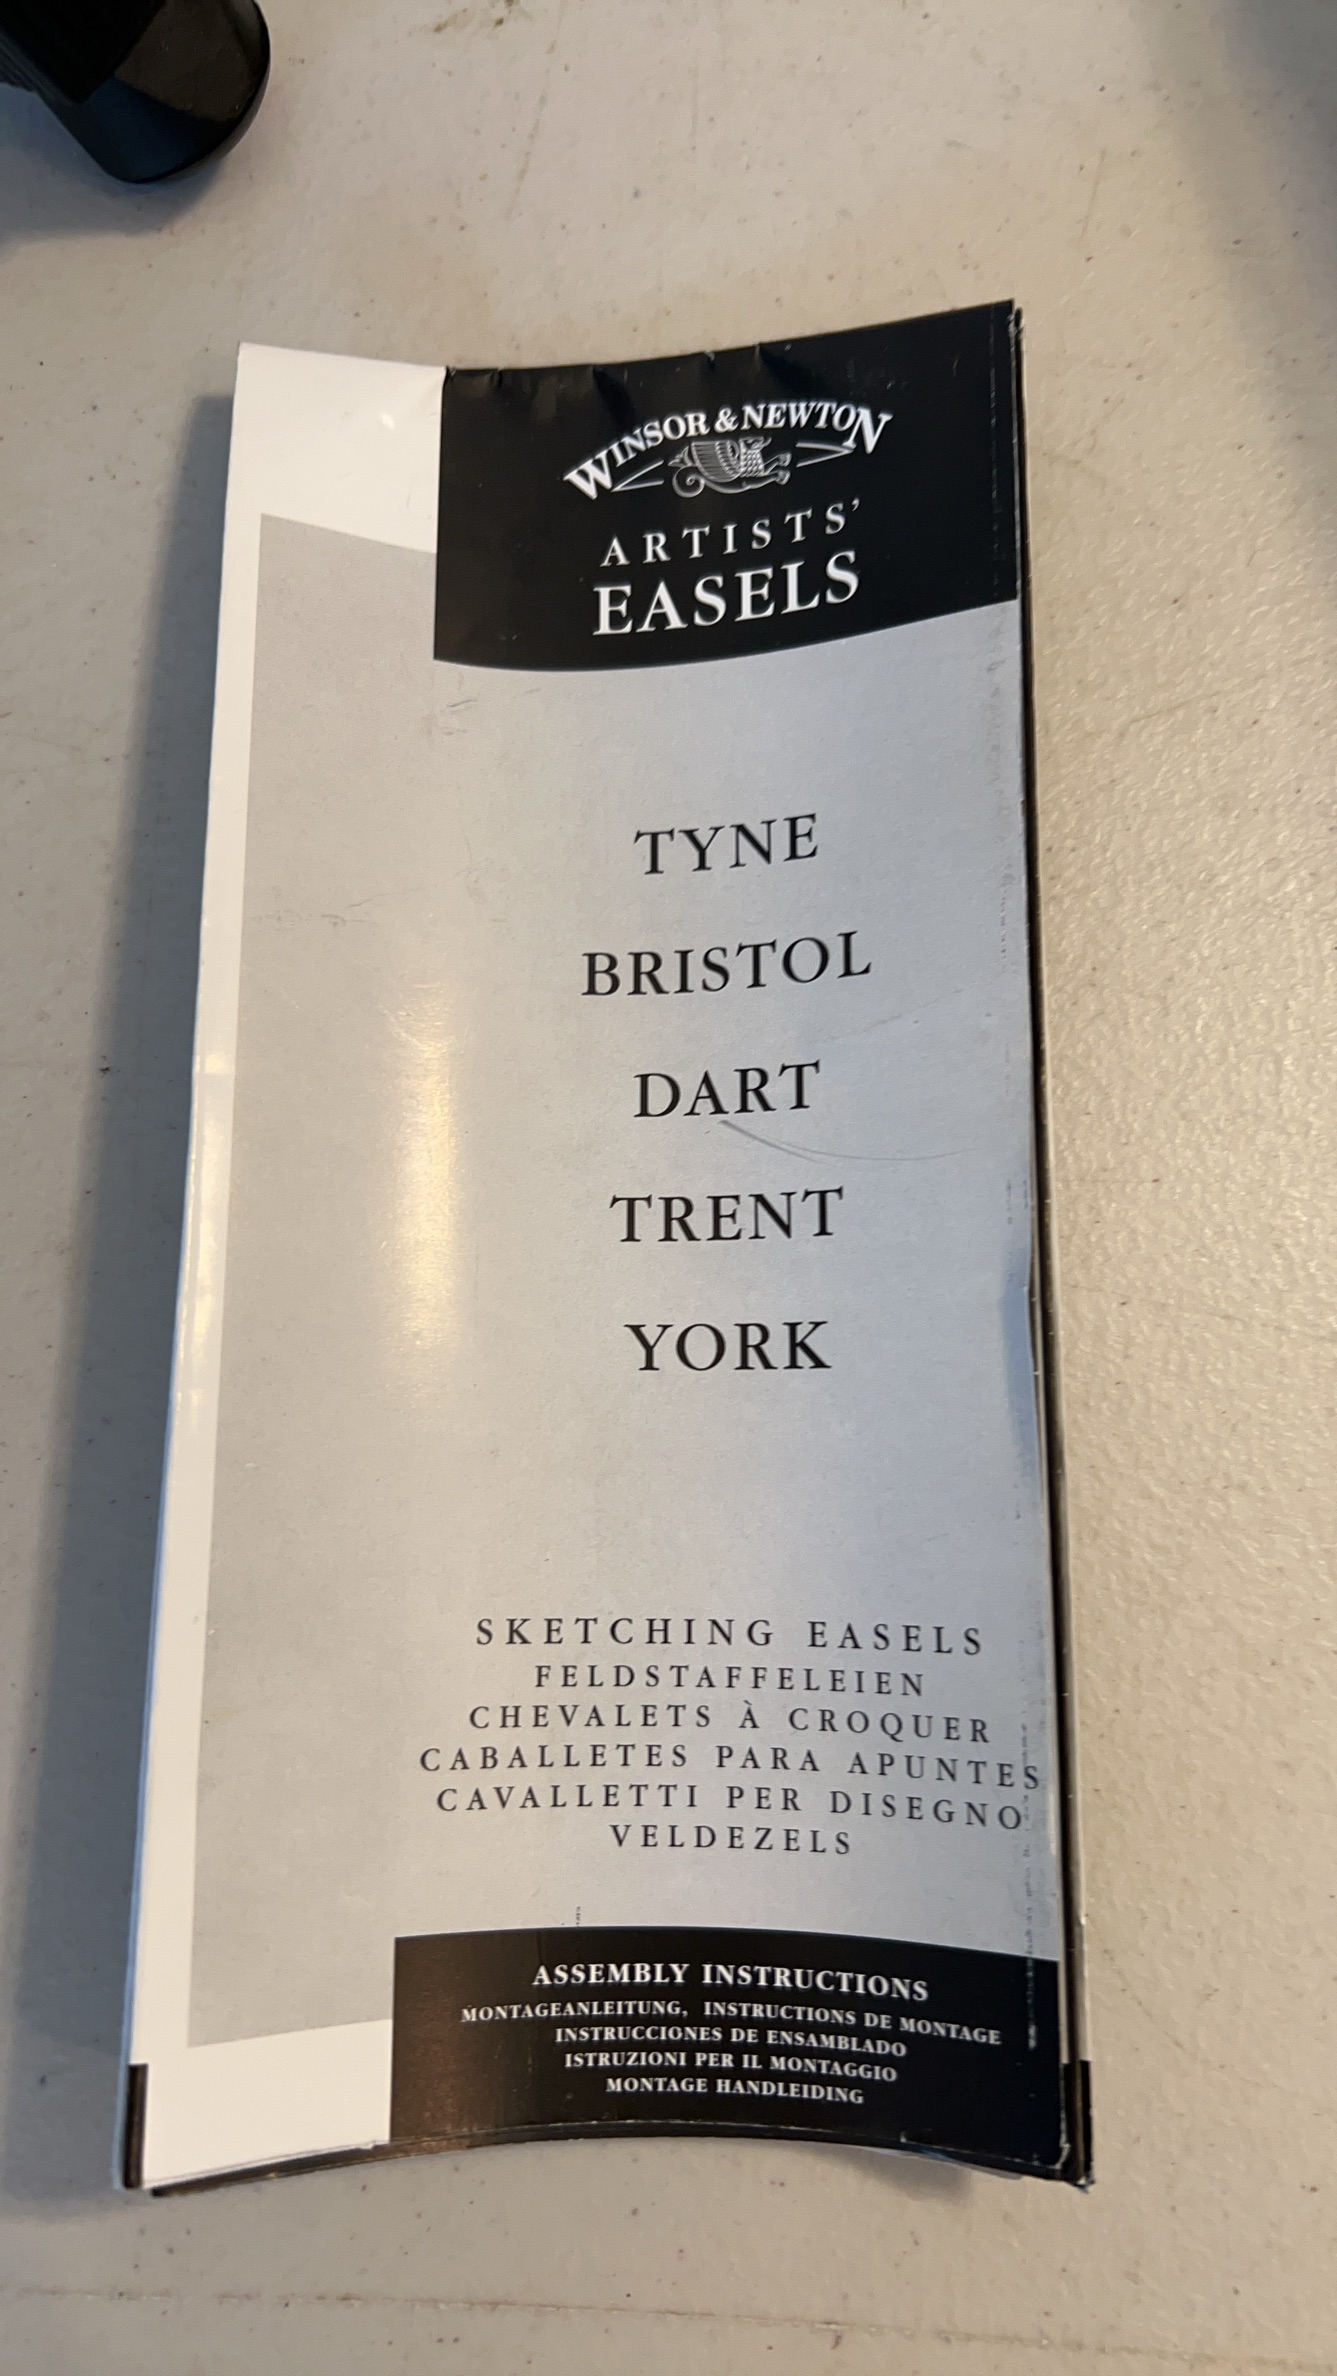 WINSOR & NEWTON
ARTISTS'
EASELS
TYNE
BRISTOL
DART
TRENT
YORK
SKETCHING EASELS
FELDSTAFFELEIEN
CHEVALETS À CROQUER
CABALLETES PARA APUNTES
CAVALLETTI PER DISEGNO
VELDEZELS
ASSEMBLY INSTRUCTIONS
MONTAGEANLEITUNG, INSTRUCTIONS DE MONTAGE
INSTRUCCIONES DE ENSAMBLADO
ISTRUZIONI PER IL MONTAGGIO
MONTAGE HANDLEIDING